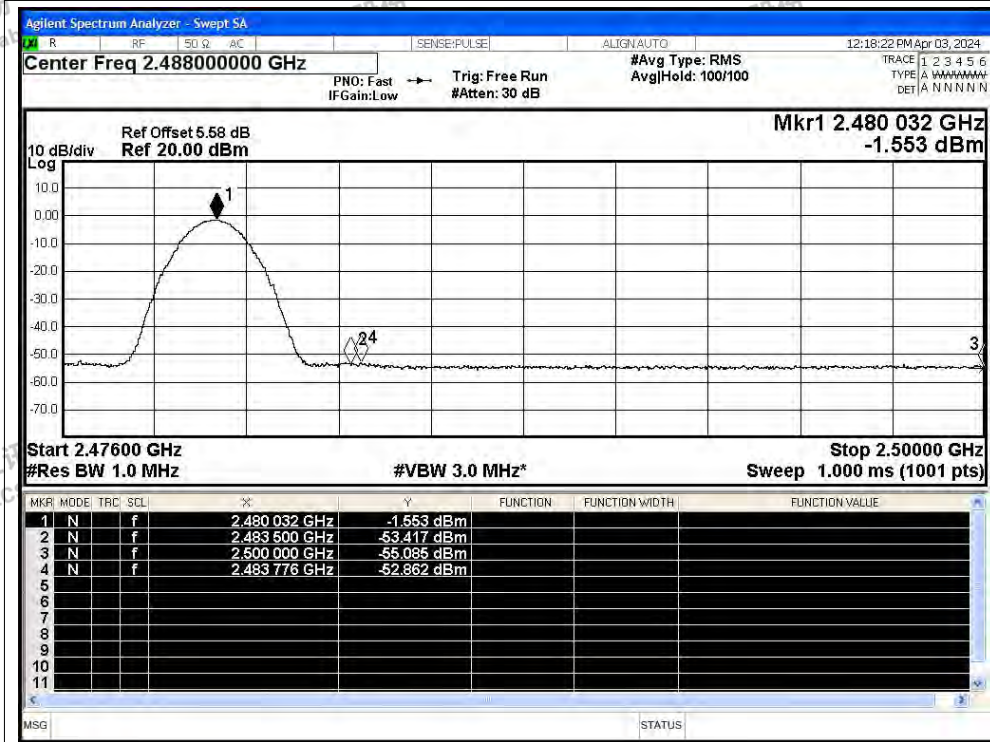 Agilent Spectrum Analyzer - Swept SA
LXI R RF 50 Ω AC SENSE:PULSE ALIGNAUTO 12:18:22 PM Apr 03, 2024
Center Freq 2.488000000 GHz
PNO: Fast
IFGain:Low
Trig: Free Run
#Atten: 30 dB
#Avg Type: RMS
Avg|Hold: 100/100
TRACE 1 2 3 4 5 6
TYPE A WWWWW
DET A N N N N N
Mkr1 2.480 032 GHz
-1.553 dBm
Ref Offset 5.58 dB
10 dB/div Ref 20.00 dBm
Log
10.0
0.00
-10.0
-20.0
-30.0
-40.0
-50.0
-60.0
-70.0
1
2 4
3
Start 2.47600 GHz Stop 2.50000 GHz
#Res BW 1.0 MHz #VBW 3.0 MHz* Sweep 1.000 ms (1001 pts)
MKR MODE TRC SCL X Y FUNCTION FUNCTION WIDTH FUNCTION VALUE
1 N f 2.480 032 GHz -1.553 dBm
2 N f 2.483 500 GHz -53.417 dBm
3 N f 2.500 000 GHz -55.085 dBm
4 N f 2.483 776 GHz -52.862 dBm
5
6
7
8
9
10
11
MSG STATUS